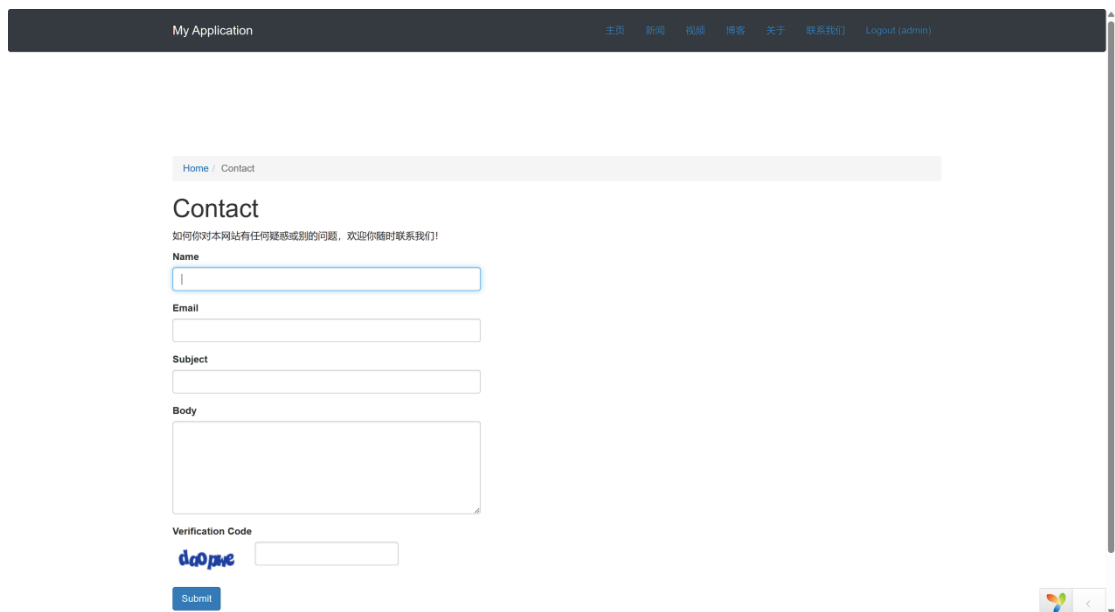 My Application 主页 新闻 视频 博客 关于 联系我们 Logout (admin)
Home / Contact
Contact
如何你对本网站有任何疑惑或别的问题，欢迎你随时联系我们!
Name
Email
Subject
Body
Verification Code
daopwe
Submit